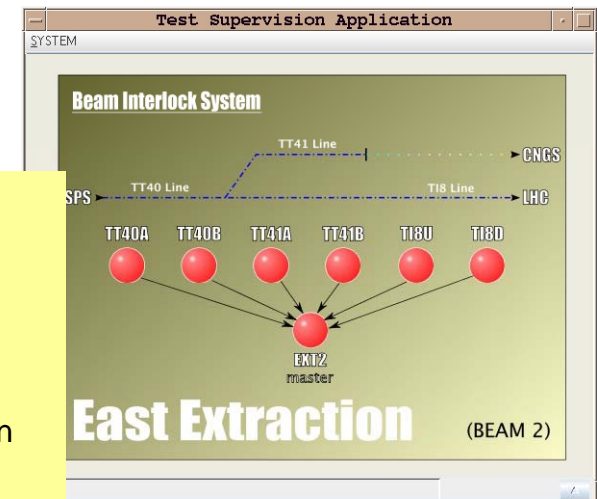 Test Supervision Application
SYSTEM
Beam Interlock System
TT41 Line
CNGS
SPS TT40 Line TI8 Line LHC
TT40A TT40B TT41A TT41B TI8U TI8D
EXT2
master
n
East Extraction (BEAM 2)